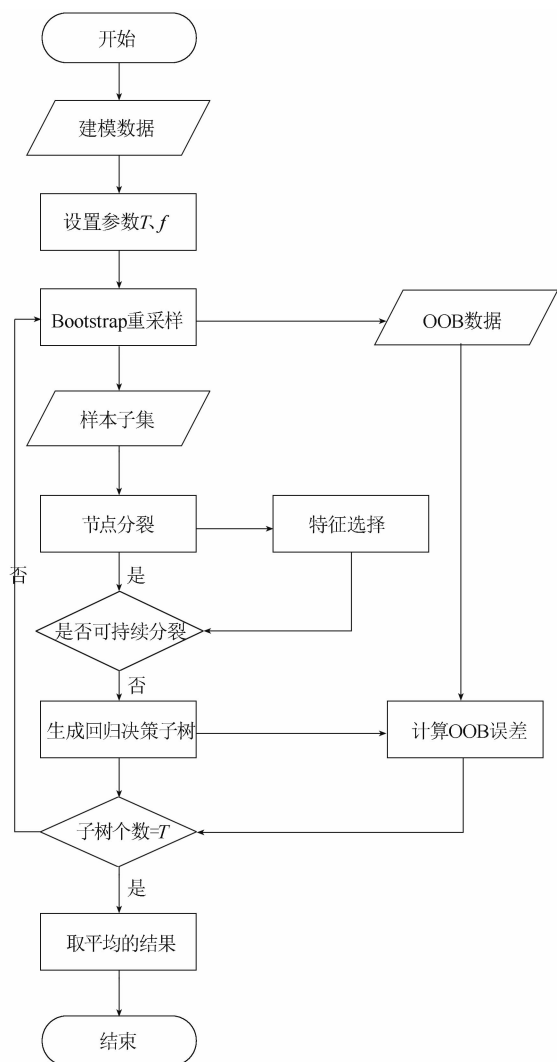 开始
建模数据
设置参数T、f
Bootstrap重采样
OOB数据
样本子集
节点分裂
特征选择
否
是
是否可持续分裂
否
生成回归决策子树
计算OOB误差
子树个数=T
是
取平均的结果
结束